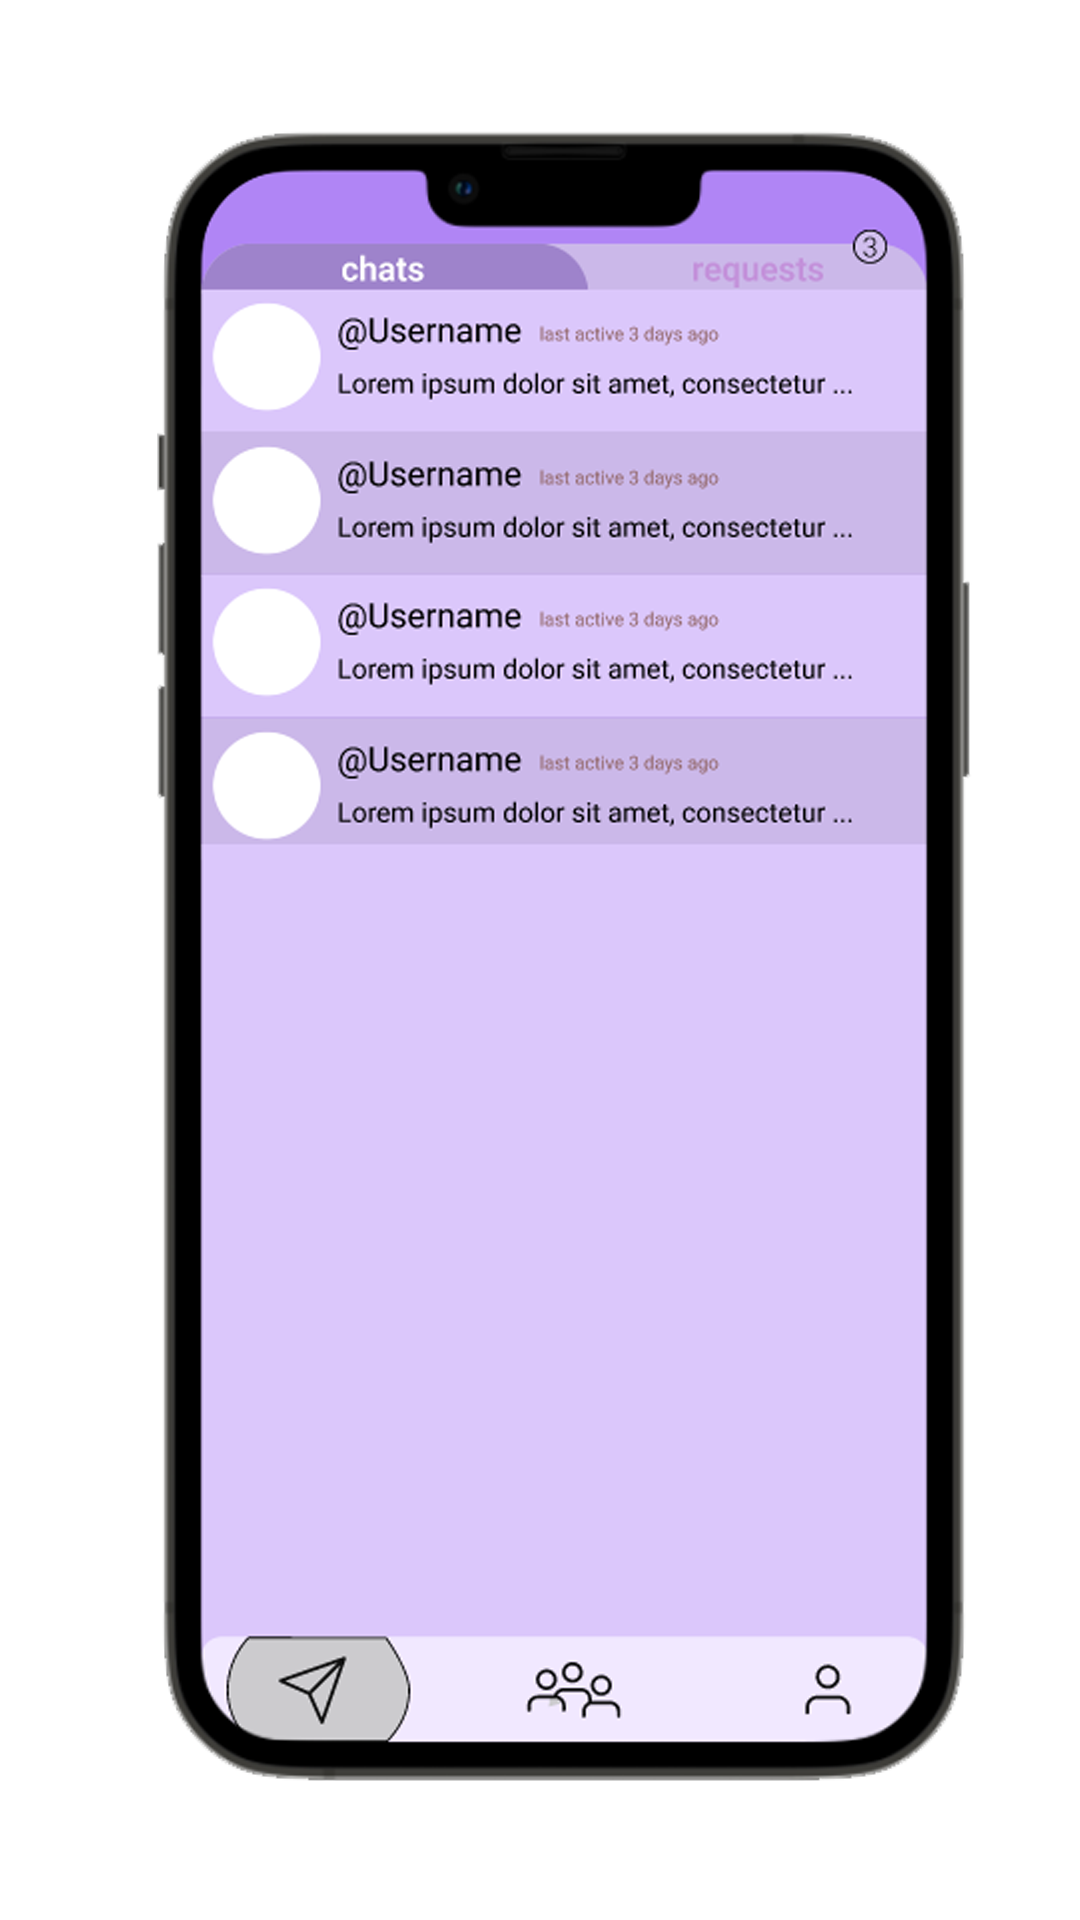 chats
requests
3
@Username last active 3 days ago
Lorem ipsum dolor sit amet, consectetur ...
@Username last active 3 days ago
Lorem ipsum dolor sit amet, consectetur ...
@Username last active 3 days ago
Lorem ipsum dolor sit amet, consectetur ...
@Username last active 3 days ago
Lorem ipsum dolor sit amet, consectetur ...